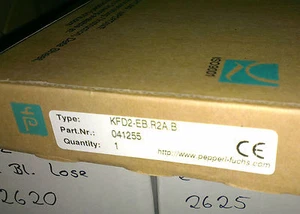 Type: KFD2-EB.R2A.B
Part.Nr.: 041255
Quantity: 1
http://www.pepperl-fuchs.com
CE
Bl. Lose
2620
2625